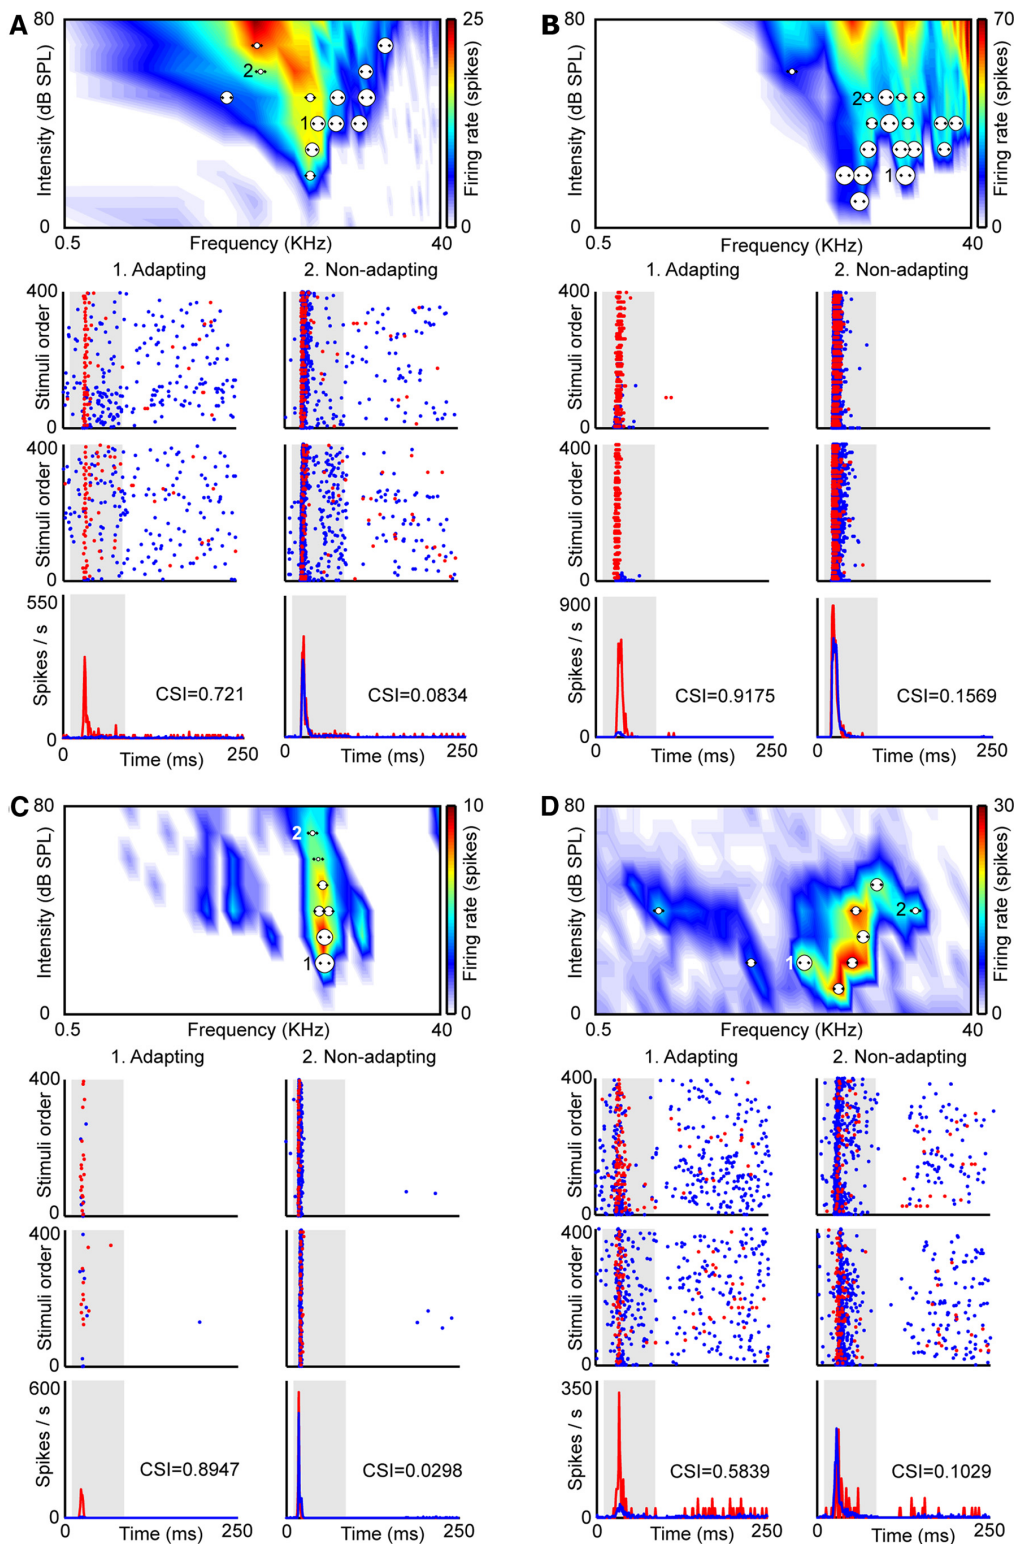 A
80
Intensity (dB SPL)
0
0.5
Frequency (KHz)
40
25
Firing rate (spikes)
0
2
1
B
80
Intensity (dB SPL)
0
0.5
Frequency (KHz)
40
70
Firing rate (spikes)
0
2
1
1. Adapting
2. Non-adapting
1. Adapting
2. Non-adapting
400
Stimuli order
0
400
Stimuli order
0
400
Stimuli order
0
400
Stimuli order
0
550
Spikes / s
0
CSI=0.721
CSI=0.0834
0
250
Time (ms)
0
250
Time (ms)
900
Spikes / s
0
CSI=0.9175
CSI=0.1569
0
250
Time (ms)
0
250
Time (ms)
C
80
Intensity (dB SPL)
0
0.5
Frequency (KHz)
40
10
Firing rate (spikes)
0
2
1
D
80
Intensity (dB SPL)
0
0.5
Frequency (KHz)
40
30
Firing rate (spikes)
0
2
1
1. Adapting
2. Non-adapting
1. Adapting
2. Non-adapting
400
Stimuli order
0
400
Stimuli order
0
400
Stimuli order
0
400
Stimuli order
0
600
Spikes / s
0
CSI=0.8947
CSI=0.0298
0
Time (ms)
250
0
Time (ms)
250
350
Spikes / s
0
CSI=0.5839
CSI=0.1029
0
Time (ms)
250
0
Time (ms)
250